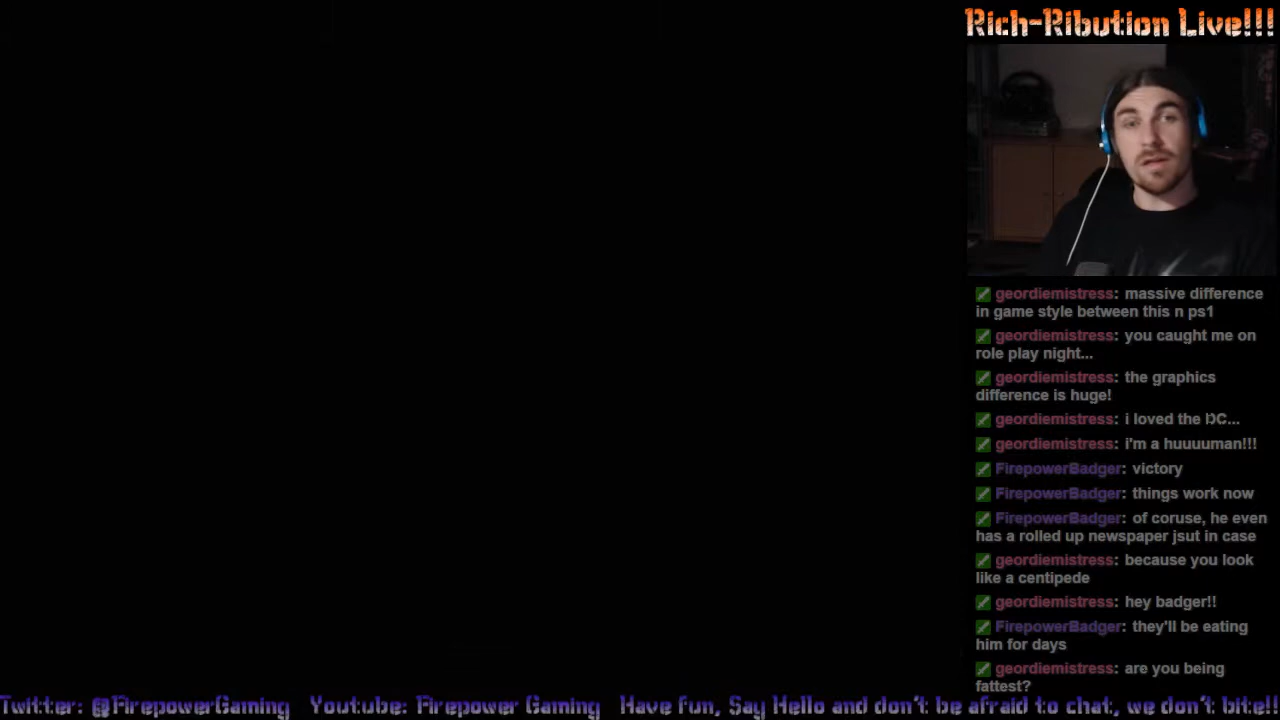 Rich-Ribution Live!!!
geordiemistress: massive difference
in game style between this n ps1
geordiemistress: you caught me on
role play night...
geordiemistress: the graphics
difference is huge!
geordiemistress: i loved the DC...
geordiemistress: i'm a huuuuman!!!
FirepowerBadger: victory
FirepowerBadger: things work now
FirepowerBadger: of coruse, he even
has a rolled up newspaper jsut in case
geordiemistress: because you look
like a centipede
geordiemistress: hey badger!!
FirepowerBadger: they'll be eating
him for days
geordiemistress: are you being
fattest?
Twitter: @FirepowerGaming Youtube: Firepower Gaming Have fun, Say Hello and don't be afraid to chat, we don't bite!!